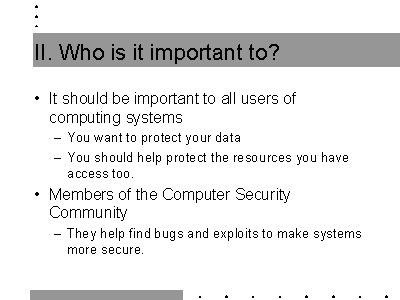 II. Who is it important to?
• It should be important to all users of
computing systems
– You want to protect your data
– You should help protect the resources you have
access too.
• Members of the Computer Security
Community
– They help find bugs and exploits to make systems
more secure.